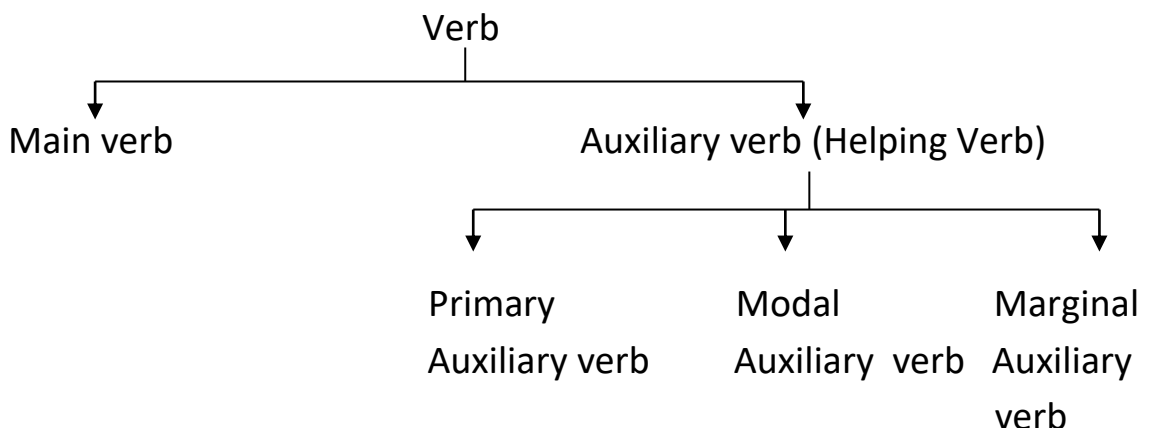 Verb
Main verb
Auxiliary verb (Helping Verb)
Primary
Auxiliary verb
Modal
Auxiliary verb
Marginal
Auxiliary
verb